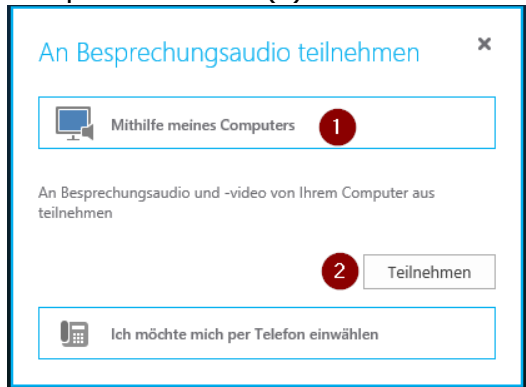 An Besprechungsaudio teilnehmen ×
Mithilfe meines Computers 1
An Besprechungsaudio und -video von Ihrem Computer aus
teilnehmen
2 Teilnehmen
Ich möchte mich per Telefon einwählen